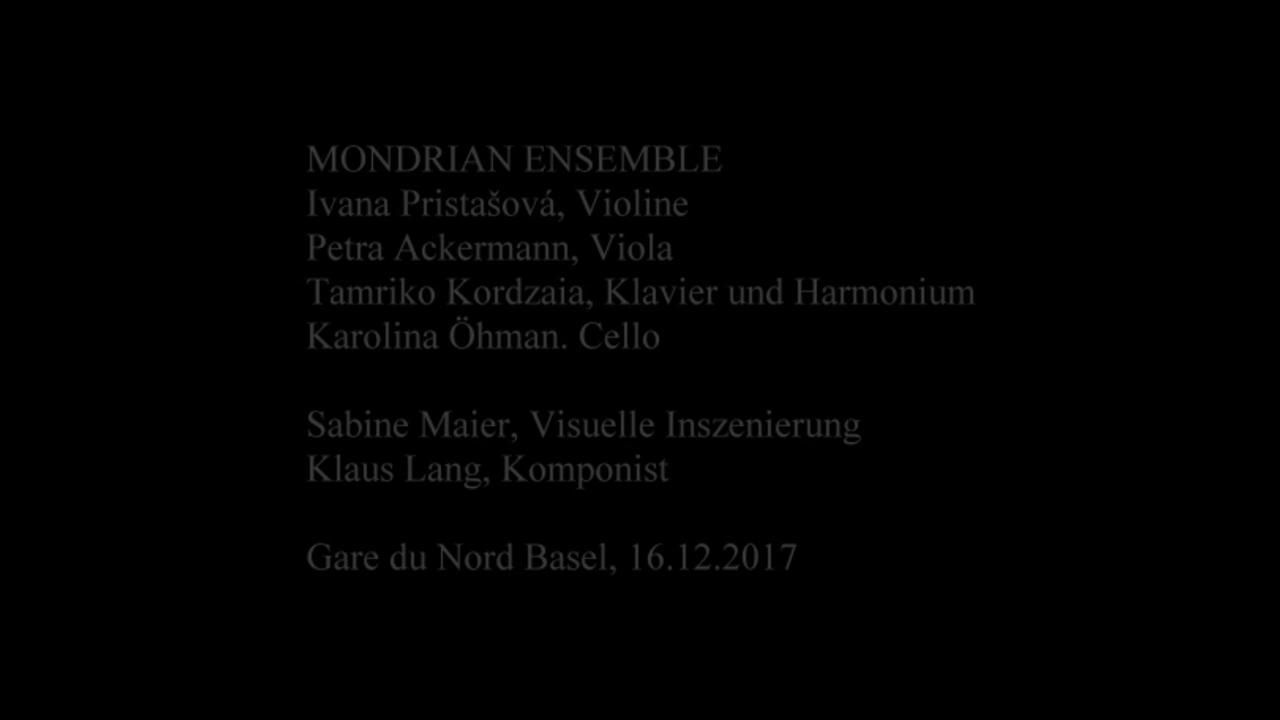 MONDRIAN ENSEMBLE
Ivana Pristašová, Violine
Petra Ackermann, Viola
Tamriko Kordzaia, Klavier und Harmonium
Karolina Öhman. Cello
Sabine Maier, Visuelle Inszenierung
Klaus Lang, Komponist
Gare du Nord Basel, 16.12.2017